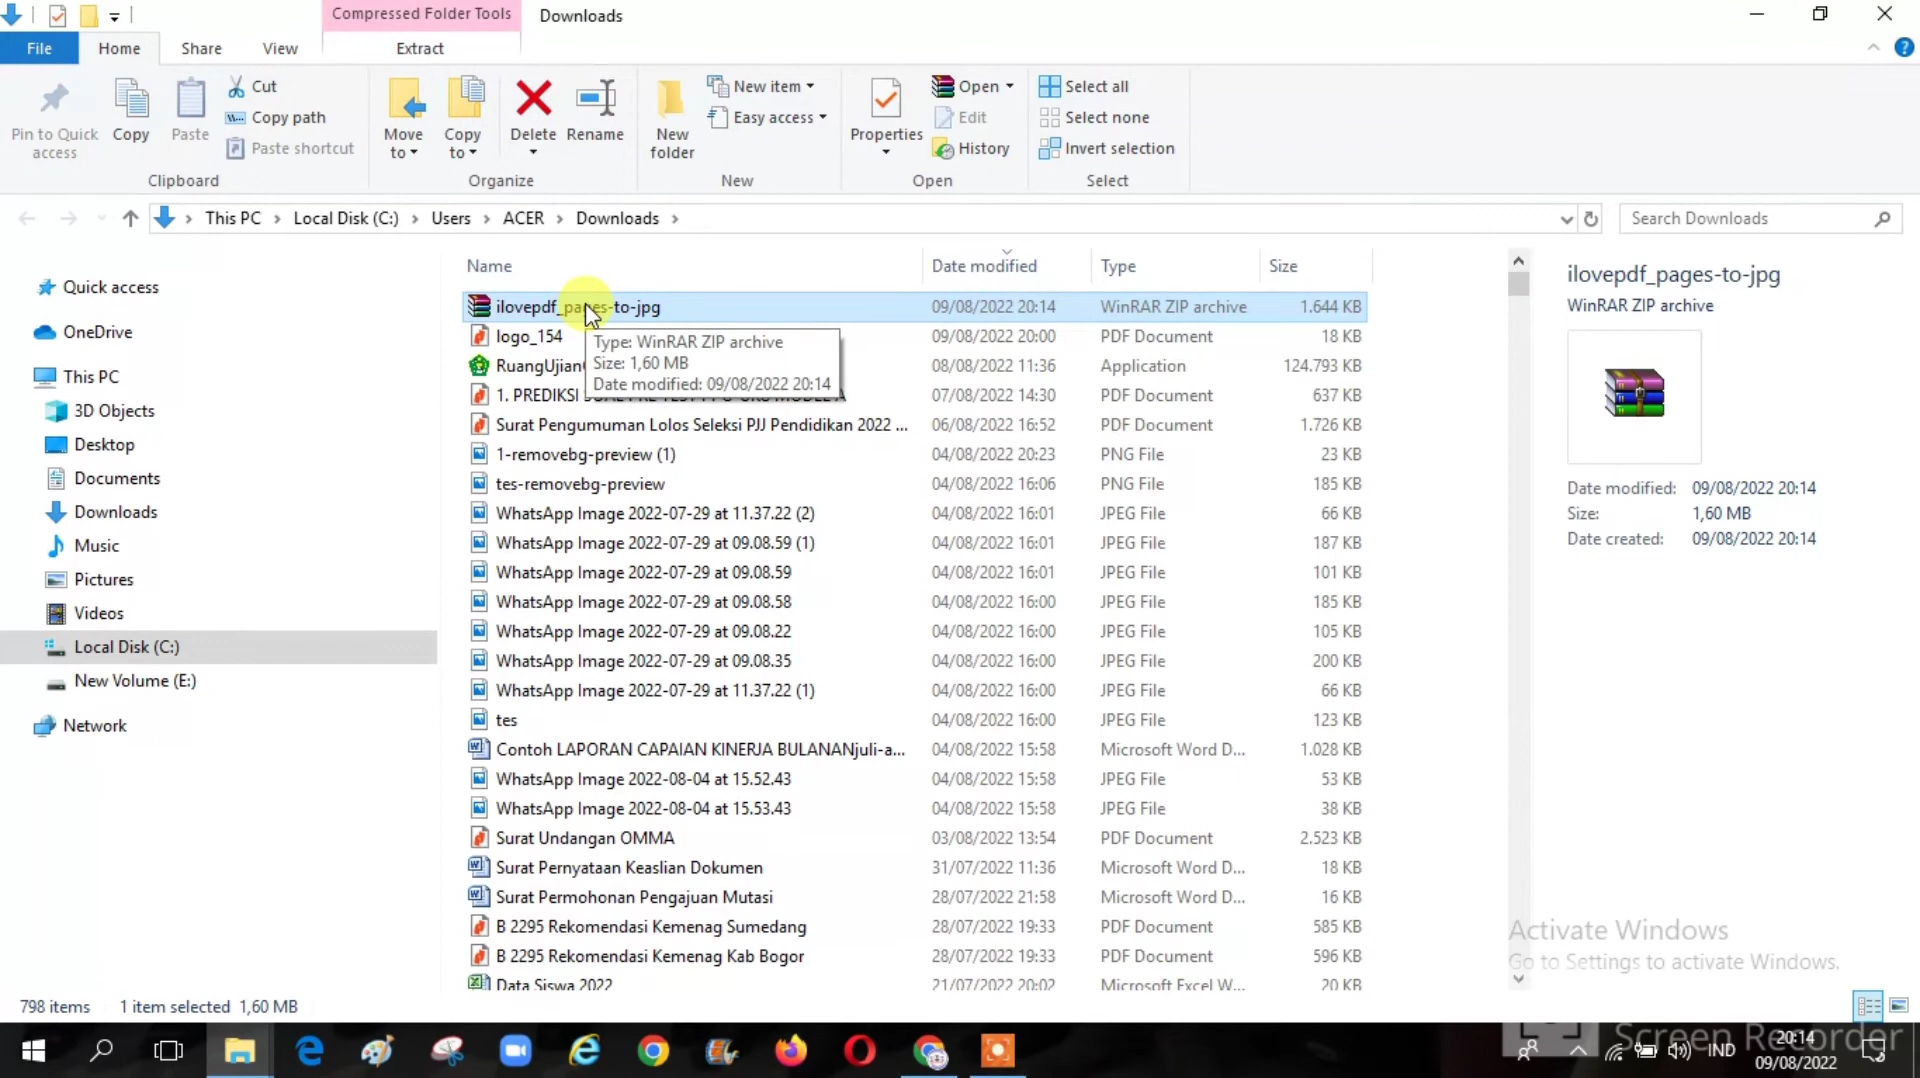 Compressed Folder Tools
Downloads
File
Home
Share
View
Extract
Pin to Quick access
Copy
Paste
Cut
Copy path
Paste shortcut
Move to
Copy to
Delete
Rename
New folder
New item
Easy access
Properties
Open
Edit
History
Select all
Select none
Invert selection
Clipboard
Organize
New
Open
Select
This PC > Local Disk (C:) > Users > ACER > Downloads >
Search Downloads
Quick access
OneDrive
This PC
3D Objects
Desktop
Documents
Downloads
Music
Pictures
Videos
Local Disk (C:)
New Volume (E:)
Network
Name Date modified Type Size
ilovepdf_pages-to-jpg 09/08/2022 20:14 WinRAR ZIP archive 1.644 KB
logo_154 09/08/2022 20:00 PDF Document 18 KB
RuangUjian 08/08/2022 11:36 Application 124.793 KB
1. PREDIKSI 07/08/2022 14:30 PDF Document 637 KB
Surat Pengumuman Lolos Seleksi PJJ Pendidikan 2022 ... 06/08/2022 16:52 PDF Document 1.726 KB
1-removebg-preview (1) 04/08/2022 20:23 PNG File 23 KB
tes-removebg-preview 04/08/2022 16:06 PNG File 185 KB
WhatsApp Image 2022-07-29 at 11.37.22 (2) 04/08/2022 16:01 JPEG File 66 KB
WhatsApp Image 2022-07-29 at 09.08.59 (1) 04/08/2022 16:01 JPEG File 187 KB
WhatsApp Image 2022-07-29 at 09.08.59 04/08/2022 16:01 JPEG File 101 KB
WhatsApp Image 2022-07-29 at 09.08.58 04/08/2022 16:00 JPEG File 185 KB
WhatsApp Image 2022-07-29 at 09.08.22 04/08/2022 16:00 JPEG File 105 KB
WhatsApp Image 2022-07-29 at 09.08.35 04/08/2022 16:00 JPEG File 200 KB
WhatsApp Image 2022-07-29 at 11.37.22 (1) 04/08/2022 16:00 JPEG File 66 KB
tes 04/08/2022 16:00 JPEG File 123 KB
Contoh LAPORAN CAPAIAN KINERJA BULANANjuli-a... 04/08/2022 15:58 Microsoft Word D... 1.028 KB
WhatsApp Image 2022-08-04 at 15.52.43 04/08/2022 15:58 JPEG File 53 KB
WhatsApp Image 2022-08-04 at 15.53.43 04/08/2022 15:58 JPEG File 38 KB
Surat Undangan OMMA 03/08/2022 13:54 PDF Document 2.523 KB
Surat Pernyataan Keaslian Dokumen 31/07/2022 11:36 Microsoft Word D... 18 KB
Surat Permohonan Pengajuan Mutasi 28/07/2022 21:58 Microsoft Word D... 16 KB
B 2295 Rekomendasi Kemenag Sumedang 28/07/2022 19:33 PDF Document 585 KB
B 2295 Rekomendasi Kemenag Kab Bogor 28/07/2022 19:33 PDF Document 596 KB
Data Siswa 2022 21/07/2022 20:02 Microsoft Excel W... 20 KB
Type: WinRAR ZIP archive
Size: 1,60 MB
Date modified: 09/08/2022 20:14
ilovepdf_pages-to-jpg
WinRAR ZIP archive
Date modified: 09/08/2022 20:14
Size: 1,60 MB
Date created: 09/08/2022 20:14
Activate Windows
Go to Settings to activate Windows.
798 items 1 item selected 1,60 MB
Screen Recorder
IND
20:14
09/08/2022